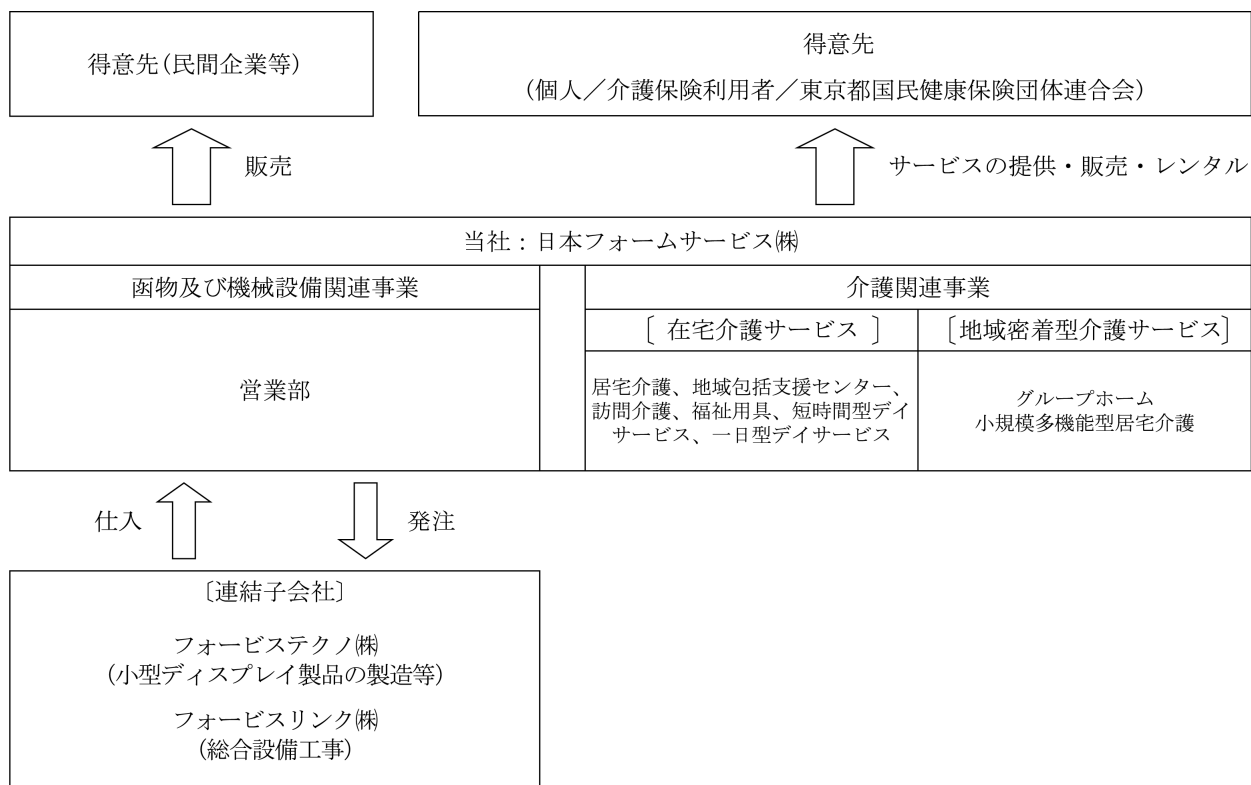 得意先(民間企業等)
得意先
(個人／介護保険利用者／東京都国民健康保険団体連合会)
販売
サービスの提供・販売・レンタル
当社：日本フォームサービス㈱
函物及び機械設備関連事業
介護関連事業
〔 在宅介護サービス 〕
〔地域密着型介護サービス〕
営業部
居宅介護、地域包括支援センター、
訪問介護、福祉用具、短時間型デイ
サービス、一日型デイサービス
グループホーム
小規模多機能型居宅介護
仕入
発注
〔連結子会社〕
フォービステクノ㈱
(小型ディスプレイ製品の製造等)
フォービスリンク㈱
(総合設備工事)